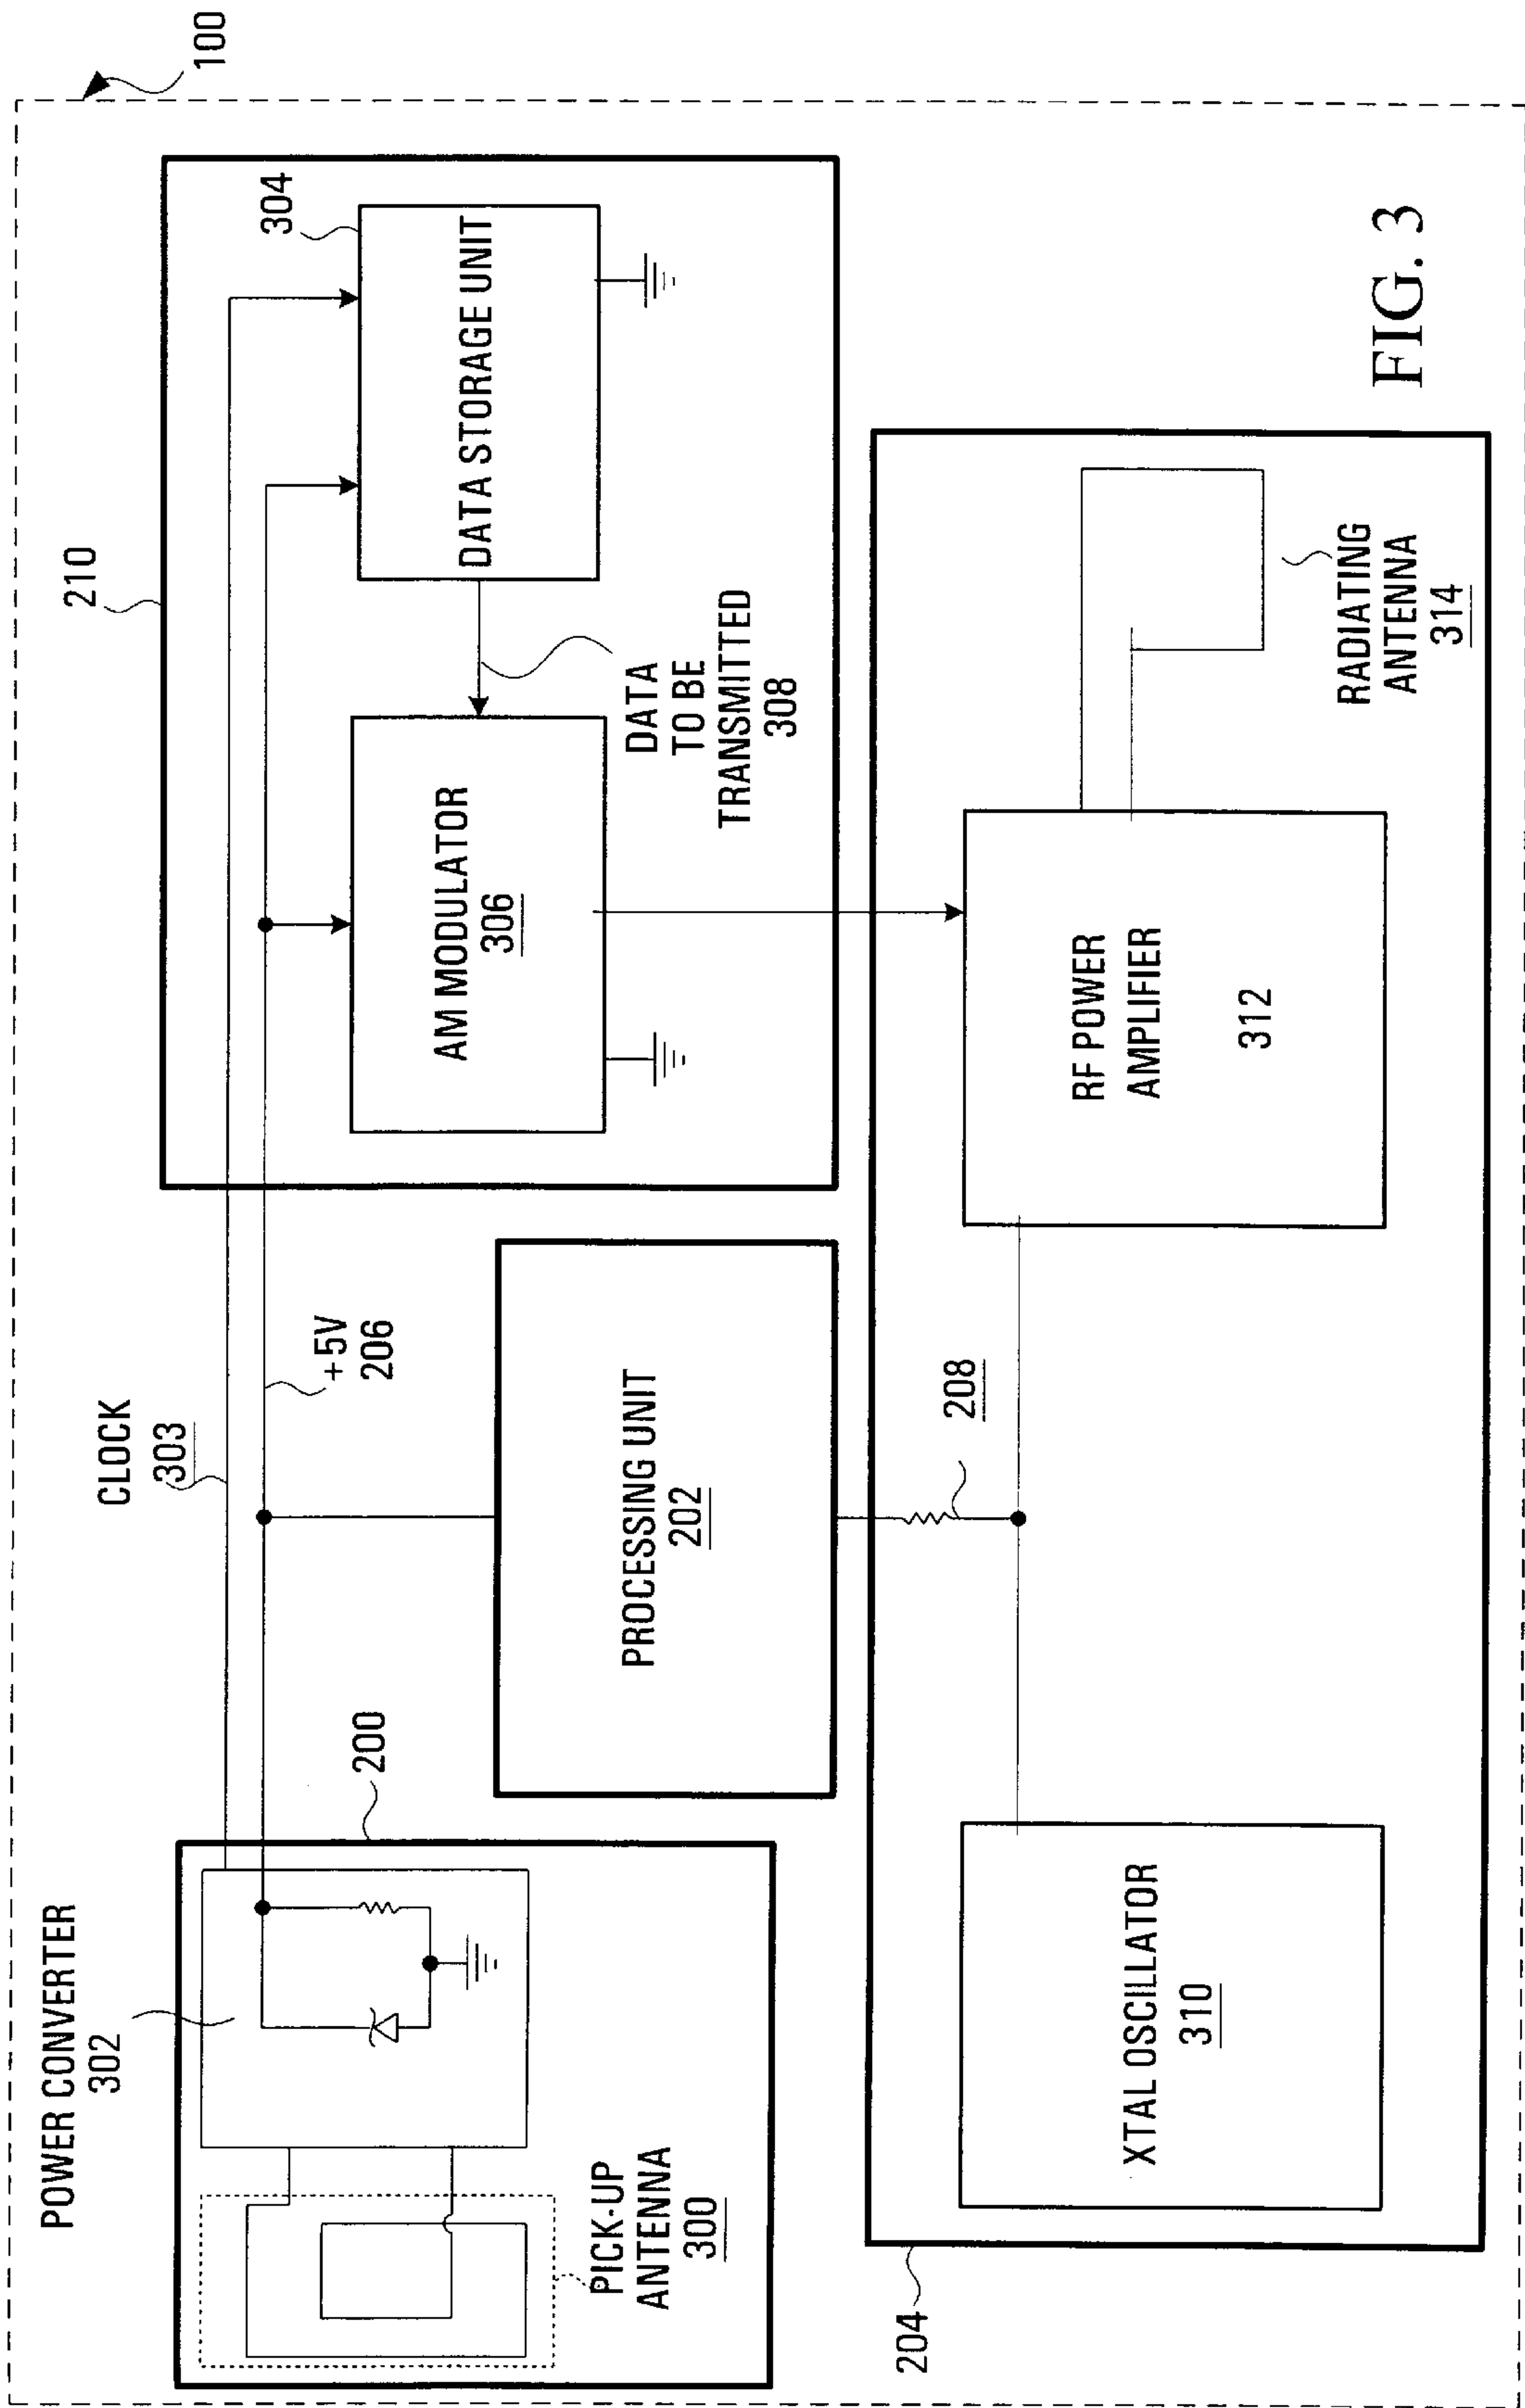 100
210
304
DATA STORAGE UNIT
AM MODULATOR
306
DATA
TO BE
TRANSMITTED
308
CLOCK
303
+5V
206
POWER CONVERTER
302
200
PICK-UP
ANTENNA
300
PROCESSING UNIT
202
208
204
XTAL OSCILLATOR
310
RF POWER
AMPLIFIER
312
RADIATING
ANTENNA
314
FIG. 3